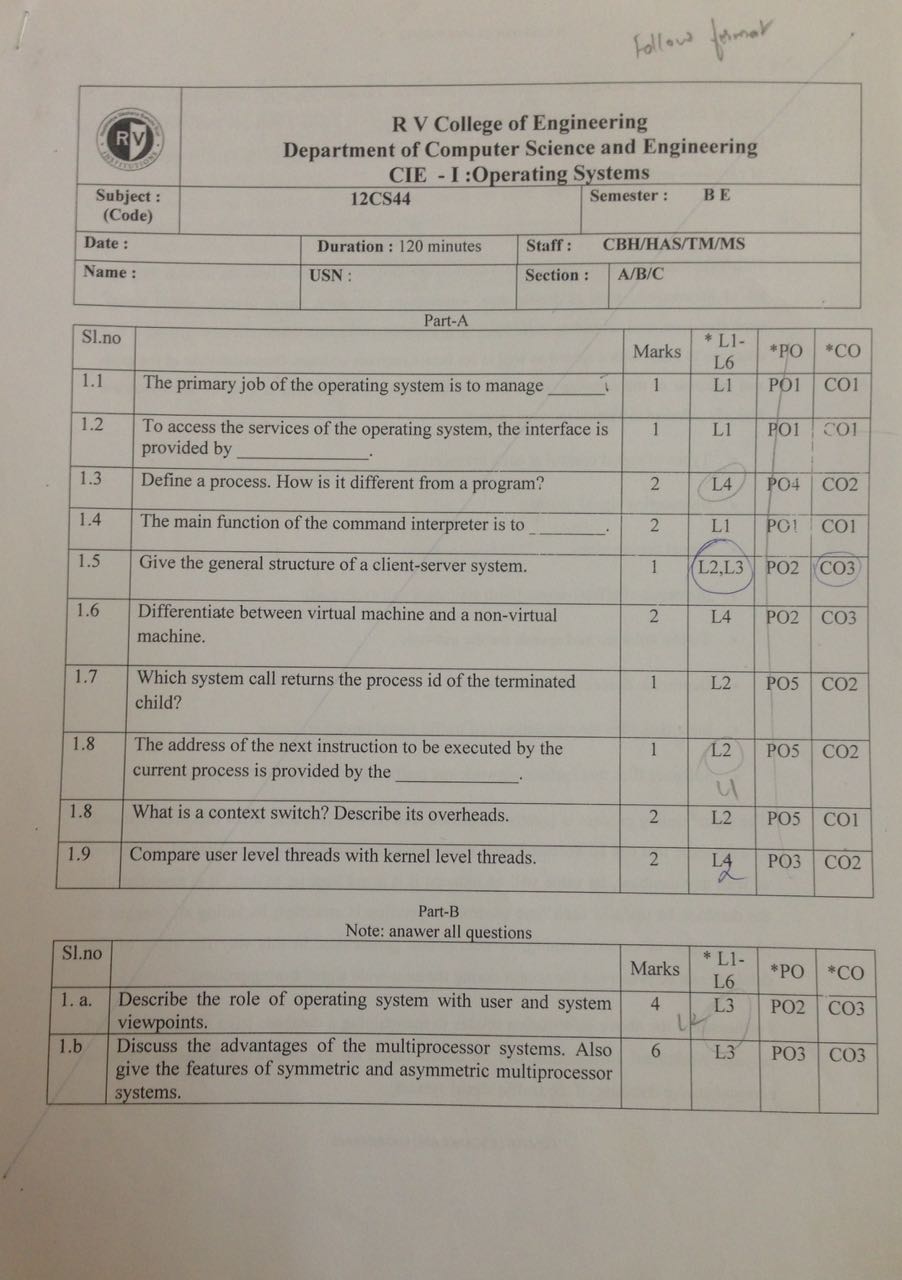 Follow format
R V College of Engineering
Department of Computer Science and Engineering
CIE - I :Operating Systems
RV
INSTITUTIONS
Subject : 12CS44 Semester : B E
(Code)
Date : Duration : 120 minutes Staff : CBH/HAS/TM/MS
Name : USN : Section : A/B/C
Part-A
Sl.no Marks * L1- *PO *CO
L6
1.1 The primary job of the operating system is to manage ______. 1 L1 PO1 CO1
1.2 To access the services of the operating system, the interface is 1 L1 PO1 CO1
provided by ______________.
1.3 Define a process. How is it different from a program? 2 L4 PO4 CO2
1.4 The main function of the command interpreter is to _________. 2 L1 PO1 CO1
1.5 Give the general structure of a client-server system. 1 L2,L3 PO2 CO3
1.6 Differentiate between virtual machine and a non-virtual 2 L4 PO2 CO3
machine.
1.7 Which system call returns the process id of the terminated 1 L2 PO5 CO2
child?
1.8 The address of the next instruction to be executed by the 1 L2 PO5 CO2
current process is provided by the _____________.
1.8 What is a context switch? Describe its overheads. 2 L2 PO5 CO1
1.9 Compare user level threads with kernel level threads. 2 L4 PO3 CO2
2
Part-B
Note: anawer all questions
Sl.no Marks * L1- *PO *CO
L6
1. a. Describe the role of operating system with user and system 4 L3 PO2 CO3
viewpoints. L2
1.b Discuss the advantages of the multiprocessor systems. Also 6 L3 PO3 CO3
give the features of symmetric and asymmetric multiprocessor
systems.